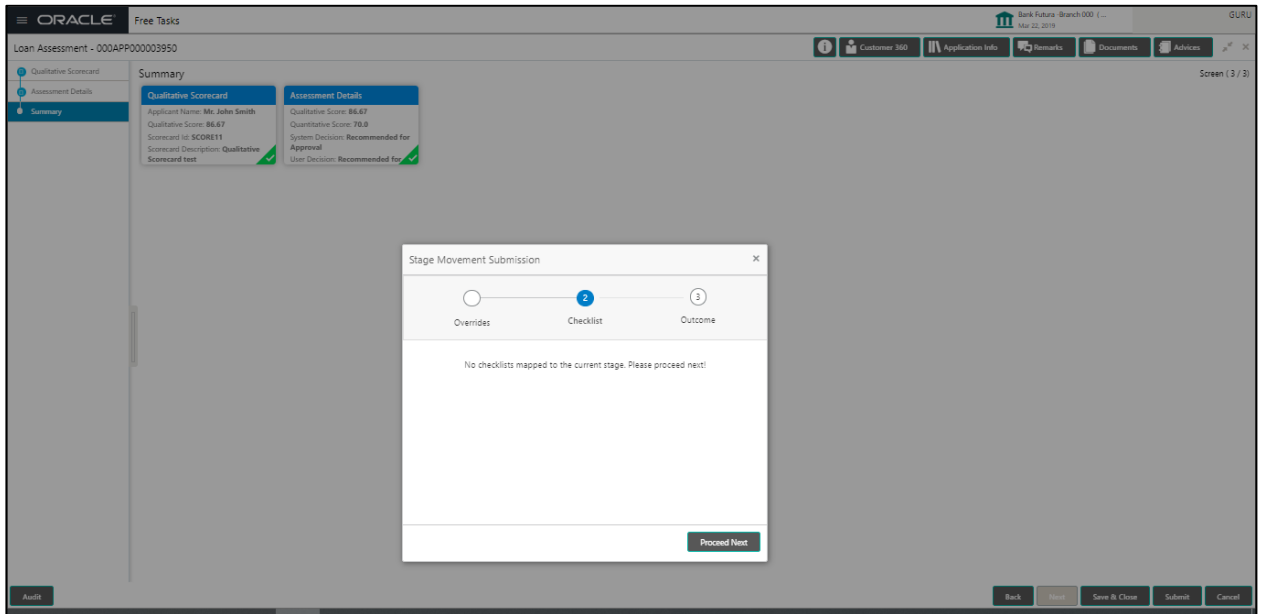 ORACLE
Free Tasks
Bank Futura -Branch 000 ( ...
Mar 22, 2019
GURU
Loan Assessment - 000APP000003950
i
Customer 360
Application Info
Remarks
Documents
Advices
Qualitative Scorecard
Assessment Details
Summary
Summary
Screen ( 3 / 3)
Qualitative Scorecard
Applicant Name: Mr. John Smith
Qualitative Score: 86.67
Scorecard Id: SCORE11
Scorecard Description: Qualitative
Scorecard test
Assessment Details
Qualitative Score: 86.67
Quantitative Score: 70.0
System Decision: Recommended for
Approval
User Decision: Recommended for
Stage Movement Submission
2
3
Overrides
Checklist
Outcome
No checklists mapped to the current stage. Please proceed next!
Proceed Next
Audit
Back
Next
Save & Close
Submit
Cancel